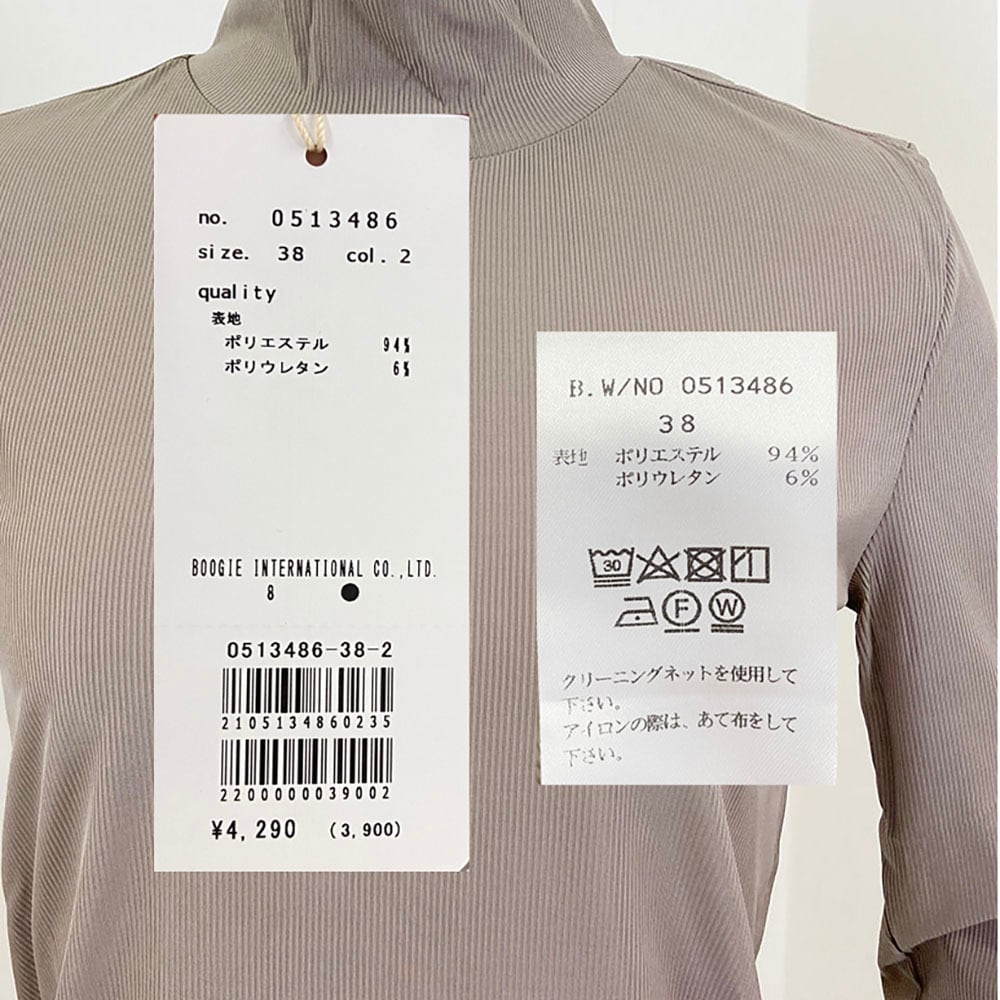 no. 0513486
size. 38 col. 2
quality
表地
ポリエステル 94%
ポリウレタン 6%
BOOGIE INTERNATIONAL CO.,LTD.
8 ●
0513486-38-2
2105134860235
2200000039002
¥4,290 (3,900)
B.W/NO 0513486
38
表地 ポリエステル 94%
ポリウレタン 6%
30
F W
クリーニングネットを使用して
下さい。
アイロンの際は、あて布をして
下さい。